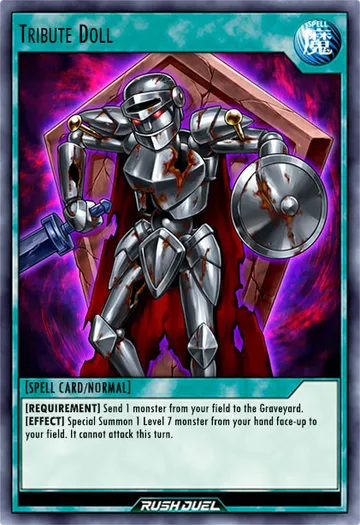 Tribute Doll
SPELL
魔
[SPELL CARD/NORMAL]
[REQUIREMENT] Send 1 monster from your field to the Graveyard.
[EFFECT] Special Summon 1 Level 7 monster from your hand face-up to
your field. It cannot attack this turn.
RUSH DUEL